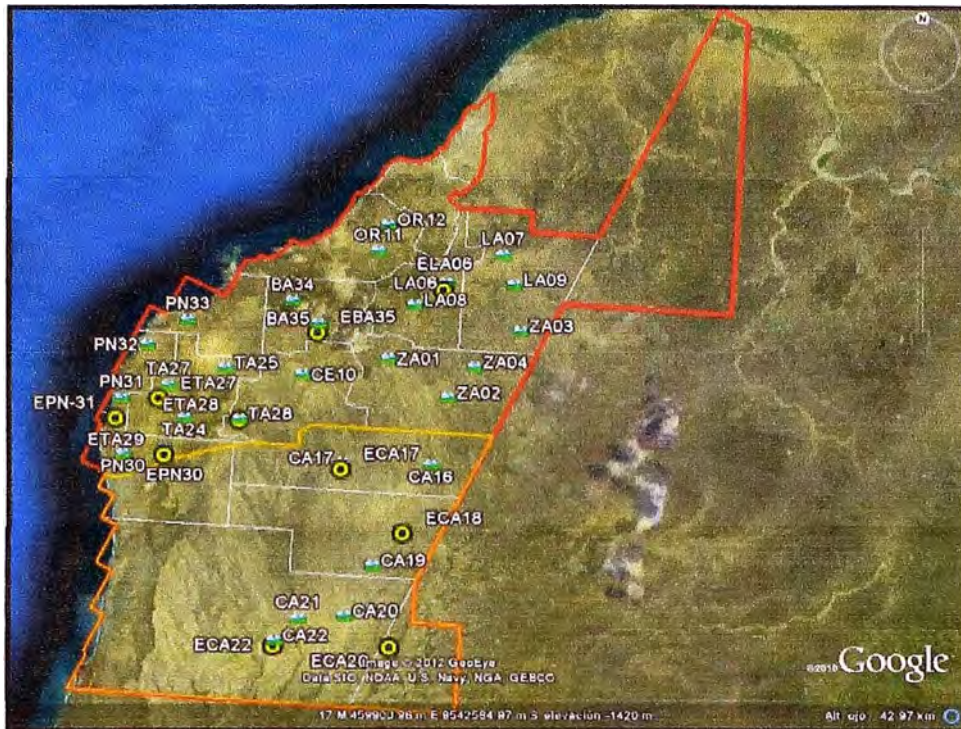 N
OR12
OR11
LA07
ELA06
LA06
LA09
BA34
LA08
PN33
BA35
EBA35
ZA03
PN32
TA27
TA25
ZA01
ZA04
PN31
ETA27
CE10
ZA02
EPN-31
ETA28
TA24
TA28
ETA29
PN30
EPN30
CA17
ECA17
CA16
ECA18
CA19
CA21
CA20
ECA22
CA22
ECA20
Image © 2012 GeoEye
Data SIO, NOAA, U.S. Navy, NGA, GEBCO
©2010 Google
elevación -1420 m
Alt. ojo 42.97 km